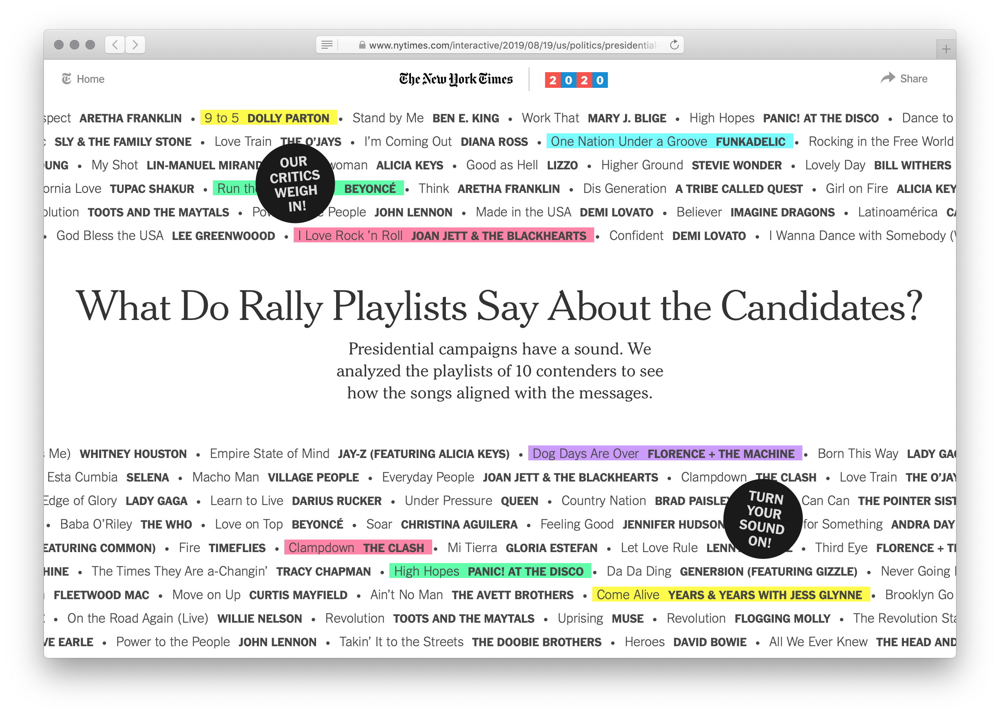 www.nytimes.com/interactive/2019/08/19/us/politics/presidential-
Home
The New York Times
2020
Share
spect ARETHA FRANKLIN • 9 to 5 DOLLY PARTON • Stand by Me BEN E. KING • Work That MARY J. BLIGE • High Hopes PANIC! AT THE DISCO • Dance to
c SLY & THE FAMILY STONE • Love Train THE O’JAYS • I’m Coming Out DIANA ROSS • One Nation Under a Groove FUNKADELIC • Rocking in the Free World
OUNG • My Shot LIN-MANUEL MIRAND woman ALICIA KEYS • Good as Hell LIZZO • Higher Ground STEVIE WONDER • Lovely Day BILL WITHERS
ornia Love TUPAC SHAKUR • Run the BEYONCÉ • Think ARETHA FRANKLIN • Dis Generation A TRIBE CALLED QUEST • Girl on Fire ALICIA KEY
olution TOOTS AND THE MAYTALS • Pow e People JOHN LENNON • Made in the USA DEMI LOVATO • Believer IMAGINE DRAGONS • Latinoamérica CA
• God Bless the USA LEE GREENWOOOD • I Love Rock ’n Roll JOAN JETT & THE BLACKHEARTS • Confident DEMI LOVATO • I Wanna Dance with Somebody (
OUR
CRITICS
WEIGH
IN!
What Do Rally Playlists Say About the Candidates?
Presidential campaigns have a sound. We
analyzed the playlists of 10 contenders to see
how the songs aligned with the messages.
s Me) WHITNEY HOUSTON • Empire State of Mind JAY-Z (FEATURING ALICIA KEYS) • Dog Days Are Over FLORENCE + THE MACHINE • Born This Way LADY GAG
Esta Cumbia SELENA • Macho Man VILLAGE PEOPLE • Everyday People JOAN JETT & THE BLACKHEARTS • Clampdown THE CLASH • Love Train THE O’JAY
Edge of Glory LADY GAGA • Learn to Live DARIUS RUCKER • Under Pressure QUEEN • Country Nation BRAD PAISLEY Can Can THE POINTER SIST
• Baba O’Riley THE WHO • Love on Top BEYONCÉ • Soar CHRISTINA AGUILERA • Feeling Good JENNIFER HUDSON for Something ANDRA DAY
EATURING COMMON) • Fire TIMEFLIES • Clampdown THE CLASH • Mi Tierra GLORIA ESTEFAN • Let Love Rule LENNY Z • Third Eye FLORENCE + TH
HINE • The Times They Are a-Changin’ TRACY CHAPMAN • High Hopes PANIC! AT THE DISCO • Da Da Ding GENER8ION (FEATURING GIZZLE) • Never Going
FLEETWOOD MAC • Move on Up CURTIS MAYFIELD • Ain’t No Man THE AVETT BROTHERS • Come Alive YEARS & YEARS WITH JESS GLYNNE • Brooklyn Go
• On the Road Again (Live) WILLIE NELSON • Revolution TOOTS AND THE MAYTALS • Uprising MUSE • Revolution FLOGGING MOLLY • The Revolution Sta
VE EARLE • Power to the People JOHN LENNON • Takin’ It to the Streets THE DOOBIE BROTHERS • Heroes DAVID BOWIE • All We Ever Knew THE HEAD AND
TURN
YOUR
SOUND
ON!